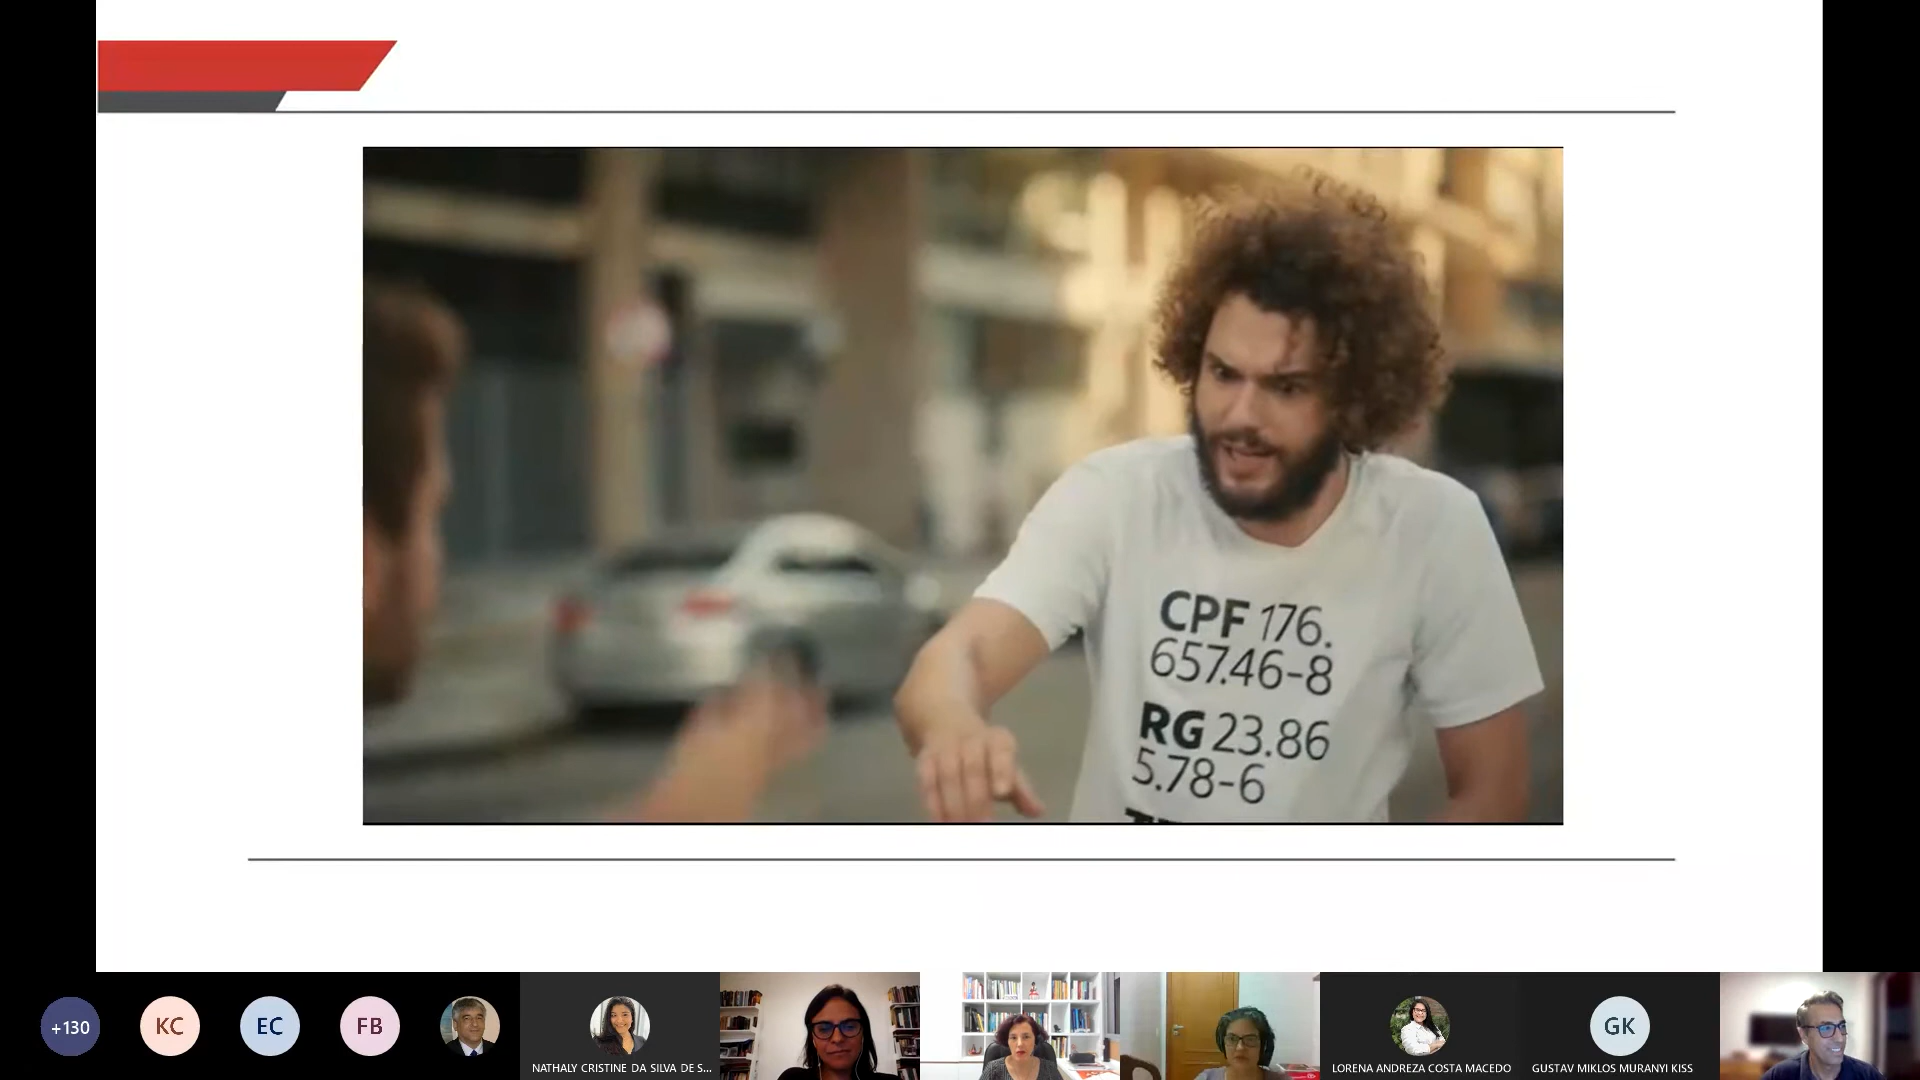 CPF 176.
657.46-8
RG 23.86
5.78-6
+130
KC
EC
FB
NATHALY CRISTINE DA SILVA DE S...
LORENA ANDREZA COSTA MACEDO
GK
GUSTAV MIKLOS MURANYI KISS